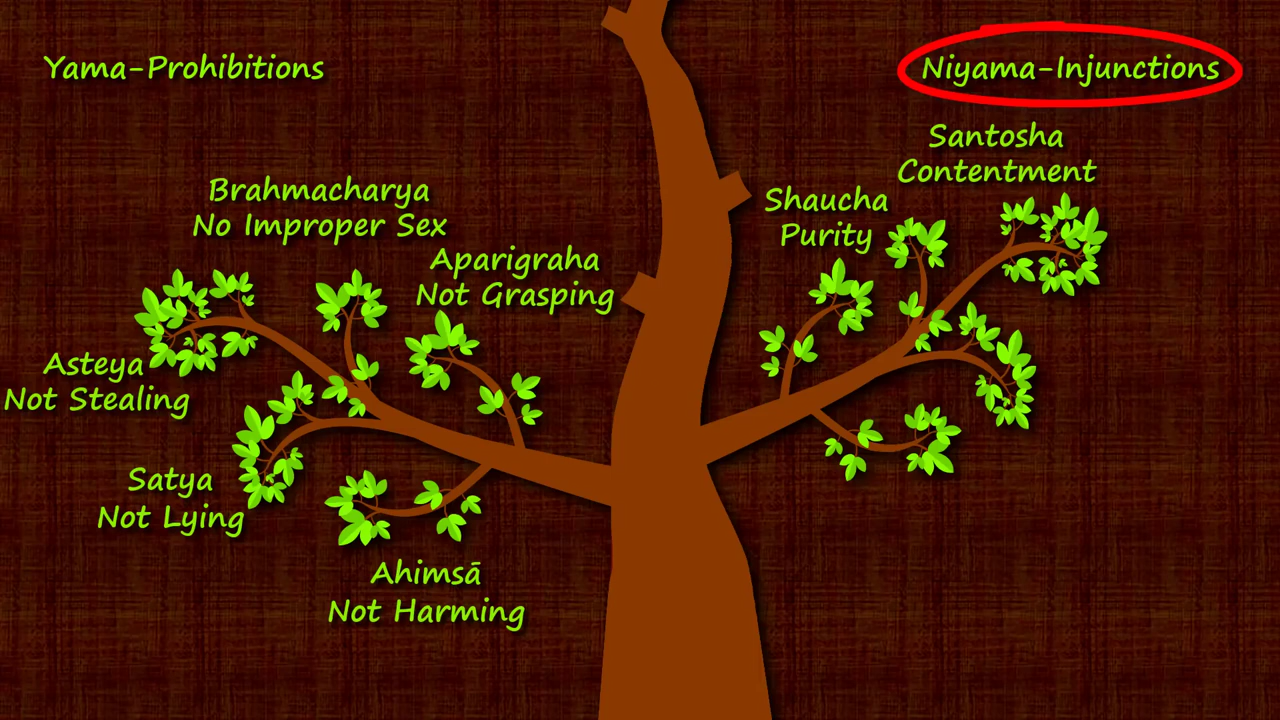 Yama-Prohibitions
Niyama-Injunctions
Brahmacharya
No Improper Sex
Aparigraha
Not Grasping
Asteya
Not Stealing
Satya
Not Lying
Ahimsā
Not Harming
Shaucha
Purity
Santosha
Contentment